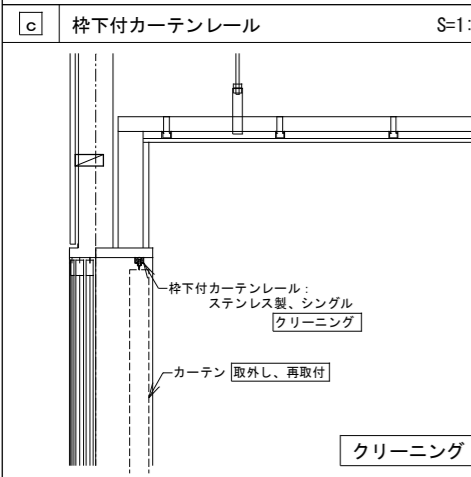 c 枠下付カーテンレール S=1:
枠下付カーテンレール：
ステンレス製、シングル
クリーニング
カーテン 取外し、再取付
クリーニング